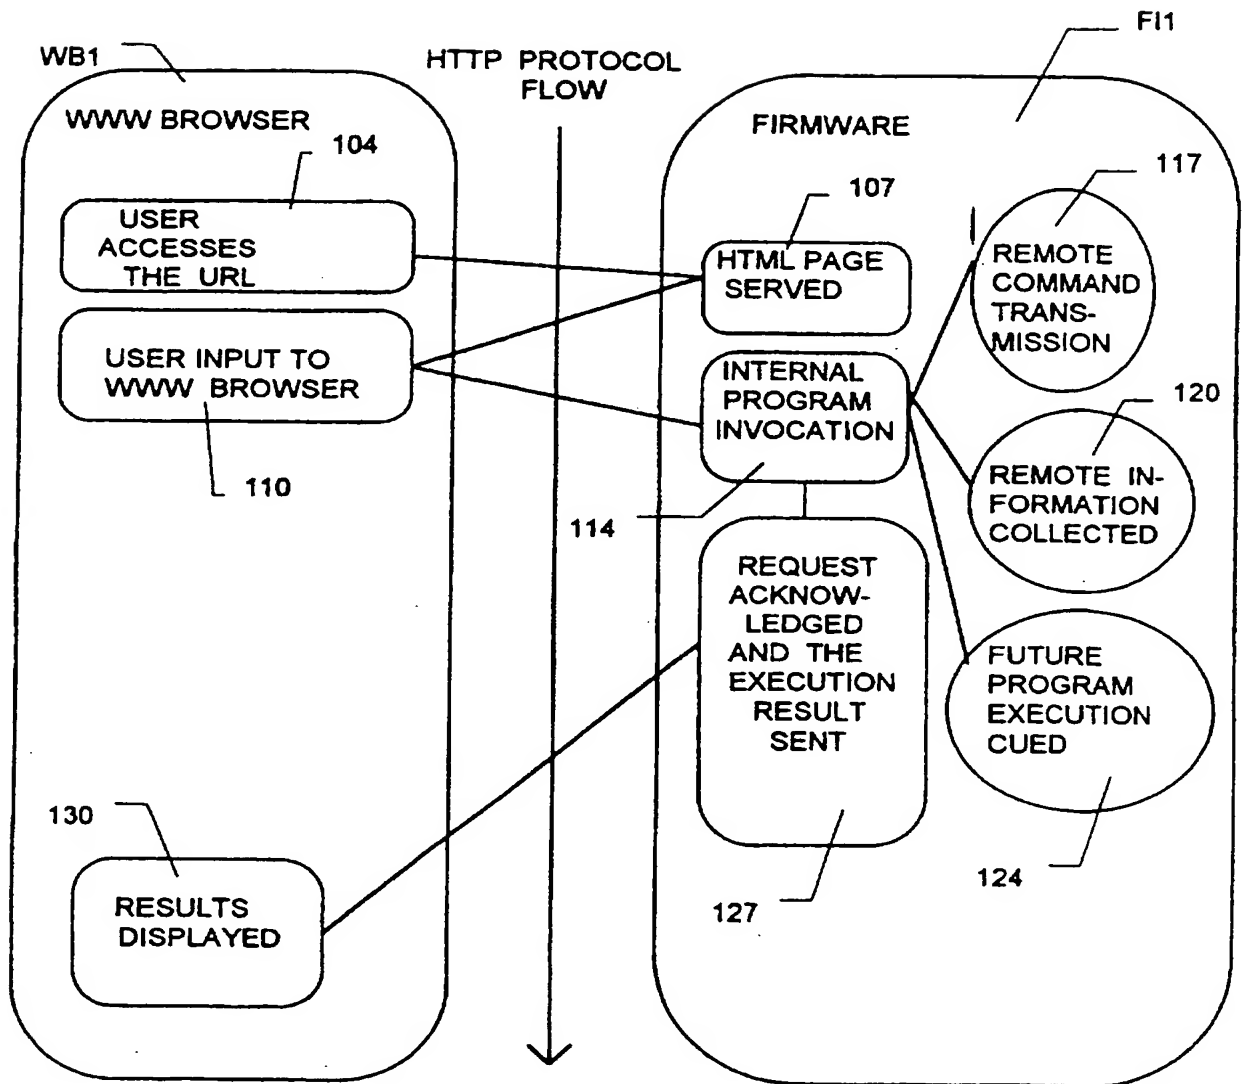 WB1
HTTP PROTOCOL
FLOW
FI1
WWW BROWSER
104
USER
ACCESSES
THE URL
USER INPUT TO
WWW BROWSER
110
130
RESULTS
DISPLAYED
FIRMWARE
107
HTML PAGE
SERVED
INTERNAL
PROGRAM
INVOCATION
114
REQUEST
ACKNOW-
LEDGED
AND THE
EXECUTION
RESULT
SENT
127
117
REMOTE
COMMAND
TRANS-
MISSION
120
REMOTE IN-
FORMATION
COLLECTED
FUTURE
PROGRAM
EXECUTION
CUED
124